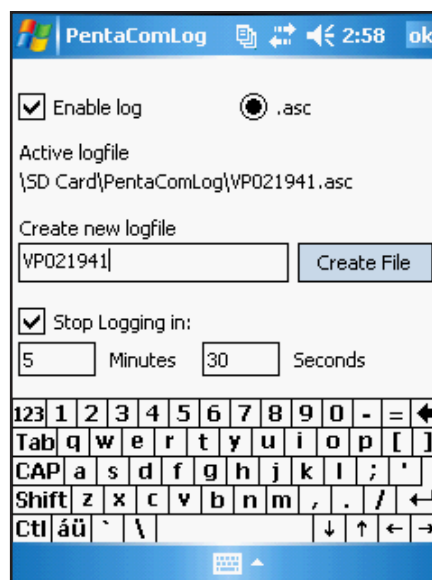 PentaComLog 2:58 ok
Enable log .asc
Active logfile
\SD Card\PentaComLog\VP021941.asc
Create new logfile
VP021941 Create File
Stop Logging in:
5 Minutes 30 Seconds
123 1 2 3 4 5 6 7 8 9 0 - =
Tab q w e r t y u i o p [ ]
CAP a s d f g h j k l ; '
Shift z x c v b n m , . /
Ctl áü ` \